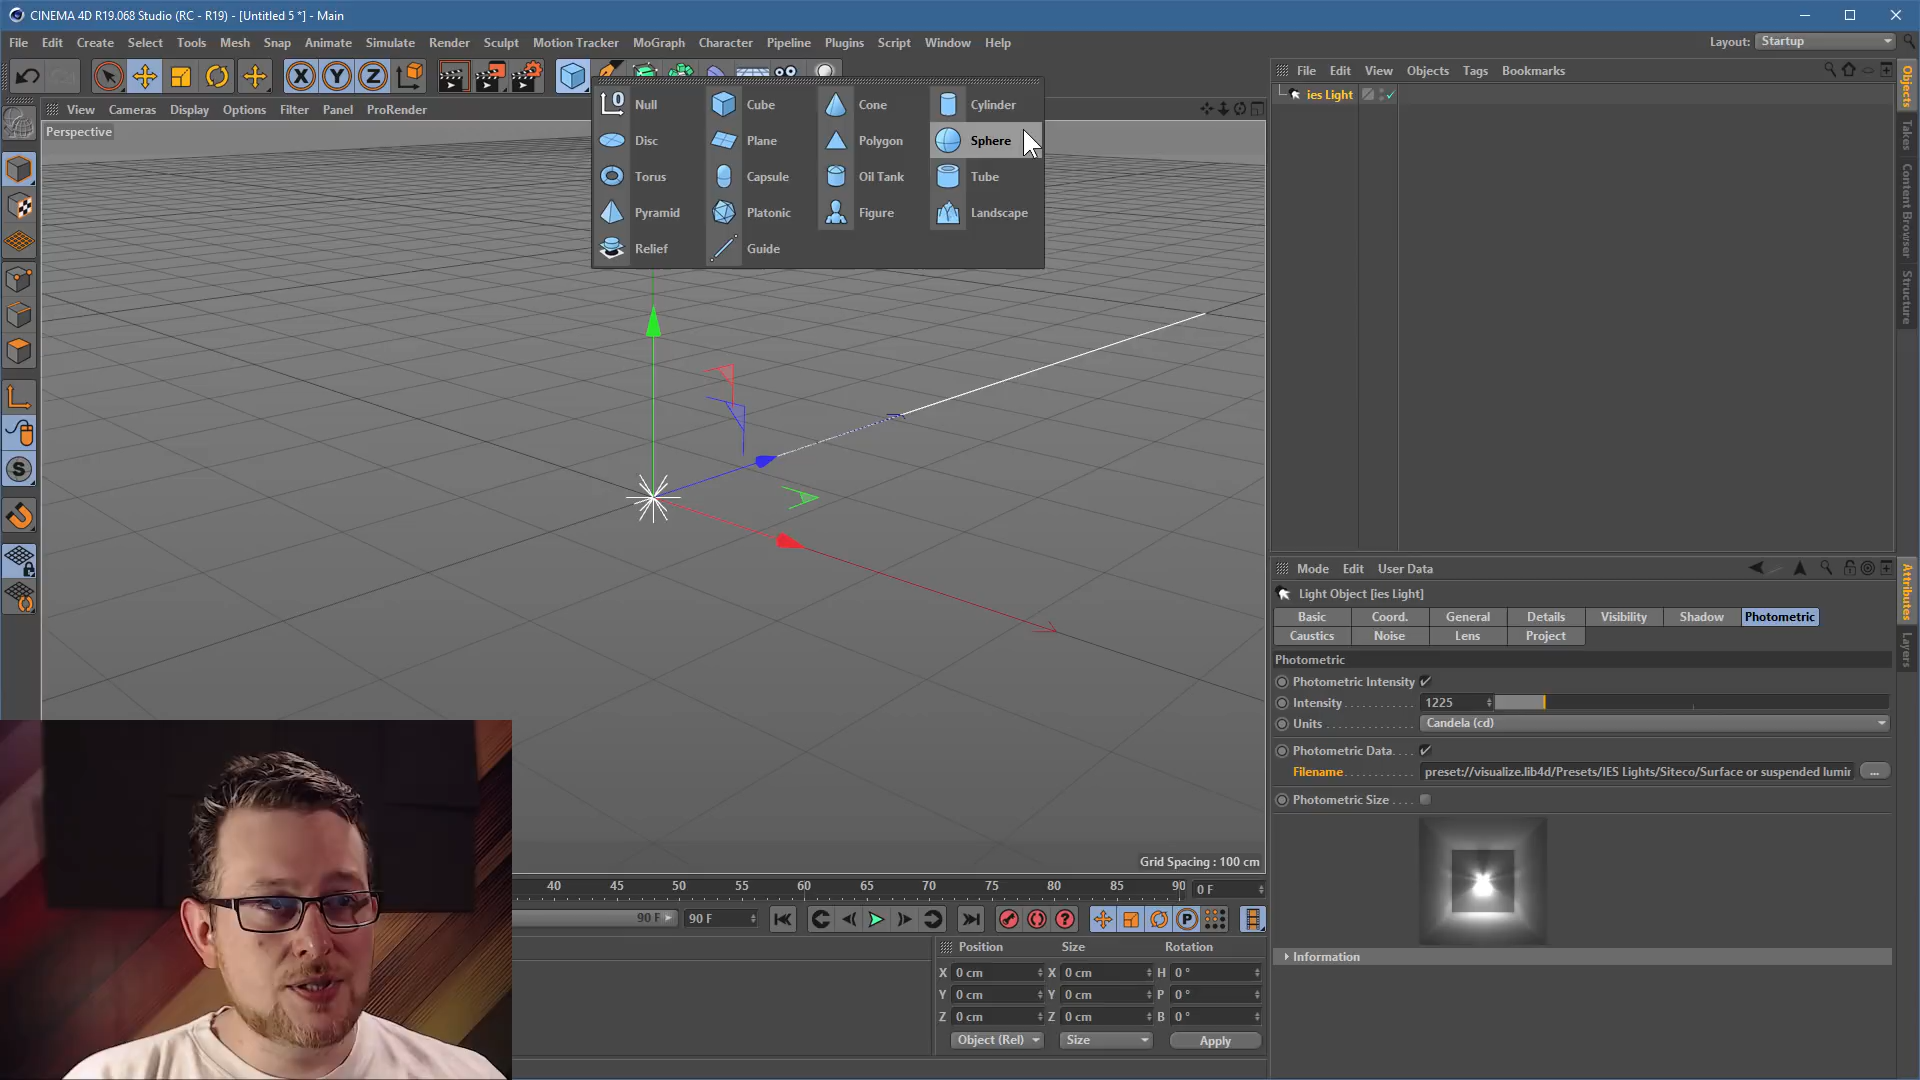 CINEMA 4D R19.068 Studio (RC - R19) - [Untitled 5 *] - Main
File Edit Create Select Tools Mesh Snap Animate Simulate Render Sculpt Motion Tracker MoGraph Character Pipeline Plugins Script Window Help
Layout: Startup
X Y Z
File Edit View Objects Tags Bookmarks
View Cameras Display Options Filter Panel ProRender
ies Light
Perspective
Null Cube Cone Cylinder
Disc Plane Polygon Sphere
Torus Capsule Oil Tank Tube
Pyramid Platonic Figure Landscape
Relief Guide
Objects
Takes
Content Browser
Structure
Mode Edit User Data
Light Object [ies Light]
Basic Coord. General Details Visibility Shadow Photometric
Caustics Noise Lens Project
Photometric
Photometric Intensity
Intensity 1225
Units Candela (cd)
Photometric Data
Filename preset://visualize.lib4d/Presets/IES Lights/Siteco/Surface or suspended lumir ...
Photometric Size
Information
Attributes
Layers
Grid Spacing : 100 cm
40 45 50 55 60 65 70 75 80 85 90
0 F
90 F 90 F
Position Size Rotation
X 0 cm X 0 cm H 0 °
Y 0 cm Y 0 cm P 0 °
Z 0 cm Z 0 cm B 0 °
Object (Rel) Size Apply